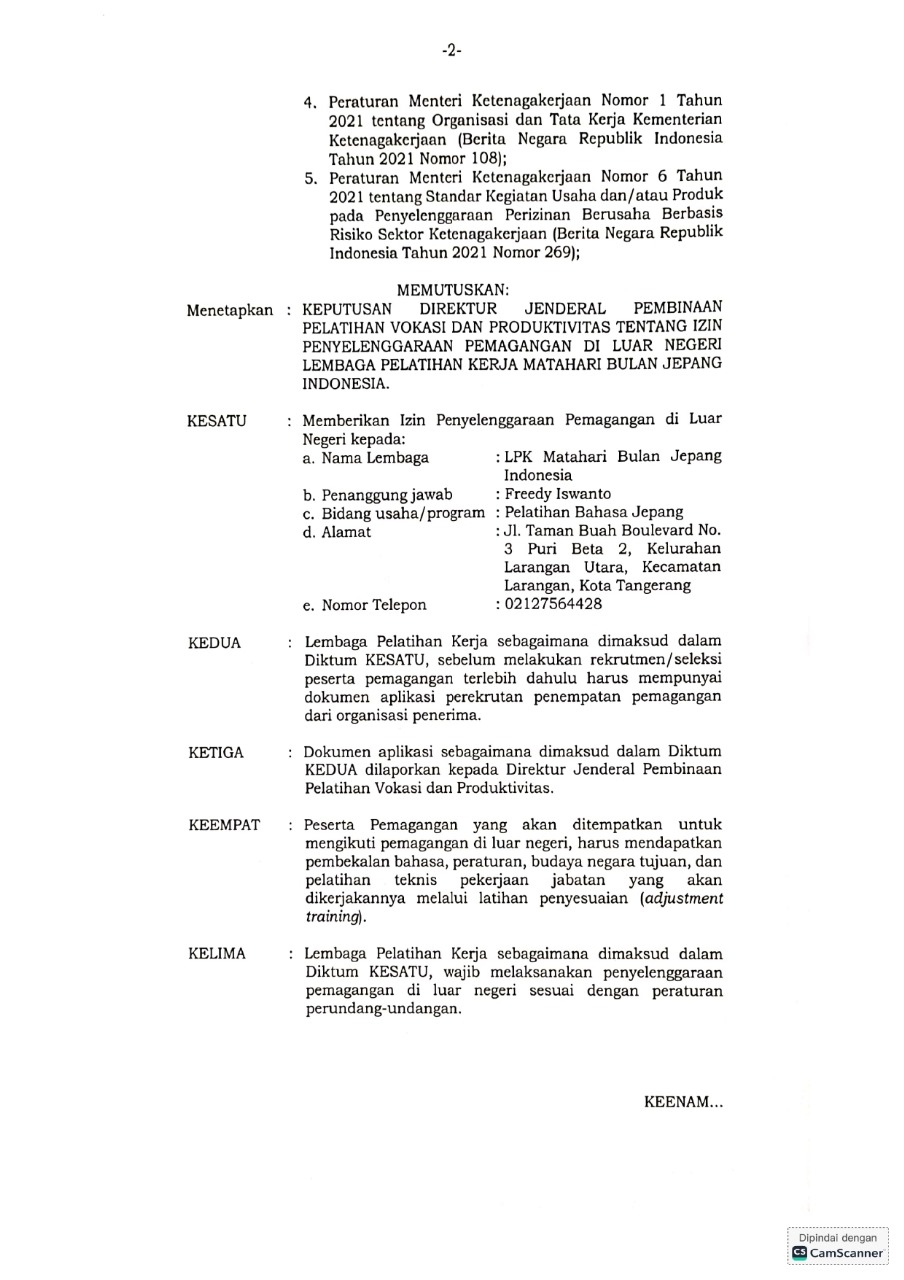 -2-
4. Peraturan Menteri Ketenagakerjaan Nomor 1 Tahun
2021 tentang Organisasi dan Tata Kerja Kementerian
Ketenagakerjaan (Berita Negara Republik Indonesia
Tahun 2021 Nomor 108);
5. Peraturan Menteri Ketenagakerjaan Nomor 6 Tahun
2021 tentang Standar Kegiatan Usaha dan/atau Produk
pada Penyelenggaraan Perizinan Berusaha Berbasis
Risiko Sektor Ketenagakerjaan (Berita Negara Republik
Indonesia Tahun 2021 Nomor 269);
MEMUTUSKAN:
Menetapkan : KEPUTUSAN DIREKTUR JENDERAL PEMBINAAN
PELATIHAN VOKASI DAN PRODUKTIVITAS TENTANG IZIN
PENYELENGGARAAN PEMAGANGAN DI LUAR NEGERI
LEMBAGA PELATIHAN KERJA MATAHARI BULAN JEPANG
INDONESIA.
KESATU : Memberikan Izin Penyelenggaraan Pemagangan di Luar
Negeri kepada:
a. Nama Lembaga : LPK Matahari Bulan Jepang
Indonesia
b. Penanggung jawab : Freedy Iswanto
c. Bidang usaha/program : Pelatihan Bahasa Jepang
d. Alamat : Jl. Taman Buah Boulevard No.
3 Puri Beta 2, Kelurahan
Larangan Utara, Kecamatan
Larangan, Kota Tangerang
e. Nomor Telepon : 02127564428
KEDUA : Lembaga Pelatihan Kerja sebagaimana dimaksud dalam
Diktum KESATU, sebelum melakukan rekrutmen/seleksi
peserta pemagangan terlebih dahulu harus mempunyai
dokumen aplikasi perekrutan penempatan pemagangan
dari organisasi penerima.
KETIGA : Dokumen aplikasi sebagaimana dimaksud dalam Diktum
KEDUA dilaporkan kepada Direktur Jenderal Pembinaan
Pelatihan Vokasi dan Produktivitas.
KEEMPAT : Peserta Pemagangan yang akan ditempatkan untuk
mengikuti pemagangan di luar negeri, harus mendapatkan
pembekalan bahasa, peraturan, budaya negara tujuan, dan
pelatihan teknis pekerjaan jabatan yang akan
dikerjakannya melalui latihan penyesuaian (adjustment
training).
KELIMA : Lembaga Pelatihan Kerja sebagaimana dimaksud dalam
Diktum KESATU, wajib melaksanakan penyelenggaraan
pemagangan di luar negeri sesuai dengan peraturan
perundang-undangan.
KEENAM...
Dipindai dengan
CS CamScanner